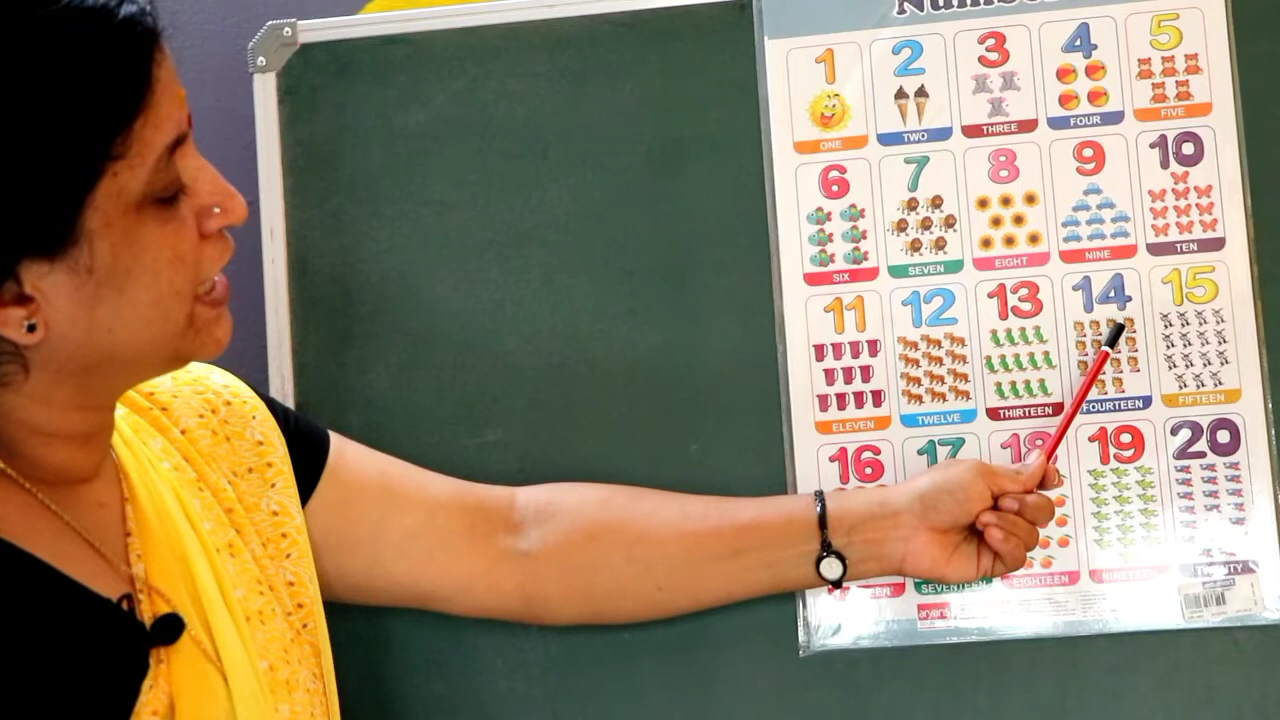 1 2 3 4 5
ONE TWO THREE FOUR FIVE
6 7 8 9 10
SIX SEVEN EIGHT NINE TEN
11 12 13 14 15
ELEVEN TWELVE THIRTEEN FOURTEEN FIFTEEN
16 17 18 19 20
SEVENTEEN EIGHTEEN NINETEEN TWENTY
aryans